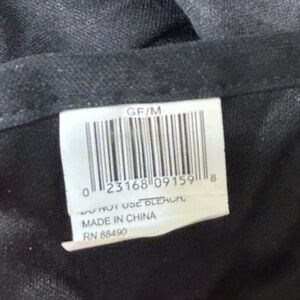 GF/M
0 23168 09159 8
DO NOT USE BLEACH.
MADE IN CHINA
RN 88490